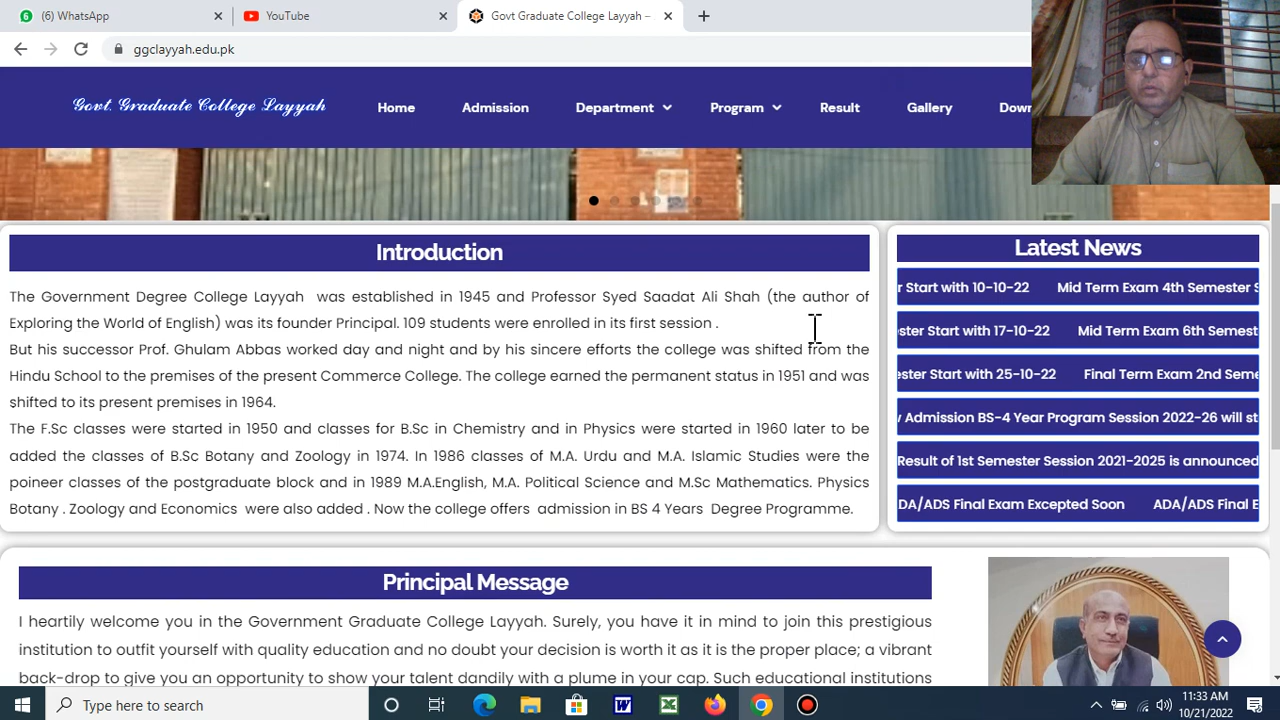 (6) WhatsApp
YouTube
Govt Graduate College Layyah –
ggclayyah.edu.pk
Govt. Graduate College Layyah
Home
Admission
Department
Program
Result
Gallery
Introduction
The Government Degree College Layyah was established in 1945 and Professor Syed Saadat Ali Shah (the author of
Exploring the World of English) was its founder Principal. 109 students were enrolled in its first session .
But his successor Prof. Ghulam Abbas worked day and night and by his sincere efforts the college was shifted from the
Hindu School to the premises of the present Commerce College. The college earned the permanent status in 1951 and was
shifted to its present premises in 1964.
The F.Sc classes were started in 1950 and classes for B.Sc in Chemistry and in Physics were started in 1960 later to be
added the classes of B.Sc Botany and Zoology in 1974. In 1986 classes of M.A. Urdu and M.A. Islamic Studies were the
poineer classes of the postgraduate block and in 1989 M.A.English, M.A. Political Science and M.Sc Mathematics. Physics
Botany . Zoology and Economics were also added . Now the college offers admission in BS 4 Years Degree Programme.
Latest News
r Start with 10-10-22 Mid Term Exam 4th Semester
ster Start with 17-10-22 Mid Term Exam 6th Semest
ester Start with 25-10-22 Final Term Exam 2nd Seme
Admission BS-4 Year Program Session 2022-26 will st
Result of 1st Semester Session 2021-2025 is announced
ADA/ADS Final Exam Excepted Soon ADA/ADS Final E
Principal Message
I heartily welcome you in the Government Graduate College Layyah. Surely, you have it in mind to join this prestigious
institution to outfit yourself with quality education and no doubt your decision is worth it as it is the proper place; a vibrant
back-drop to give you an opportunity to show your talent dandily with a plume in your cap. Such educational institutions
Type here to search
11:33 AM
10/21/2022